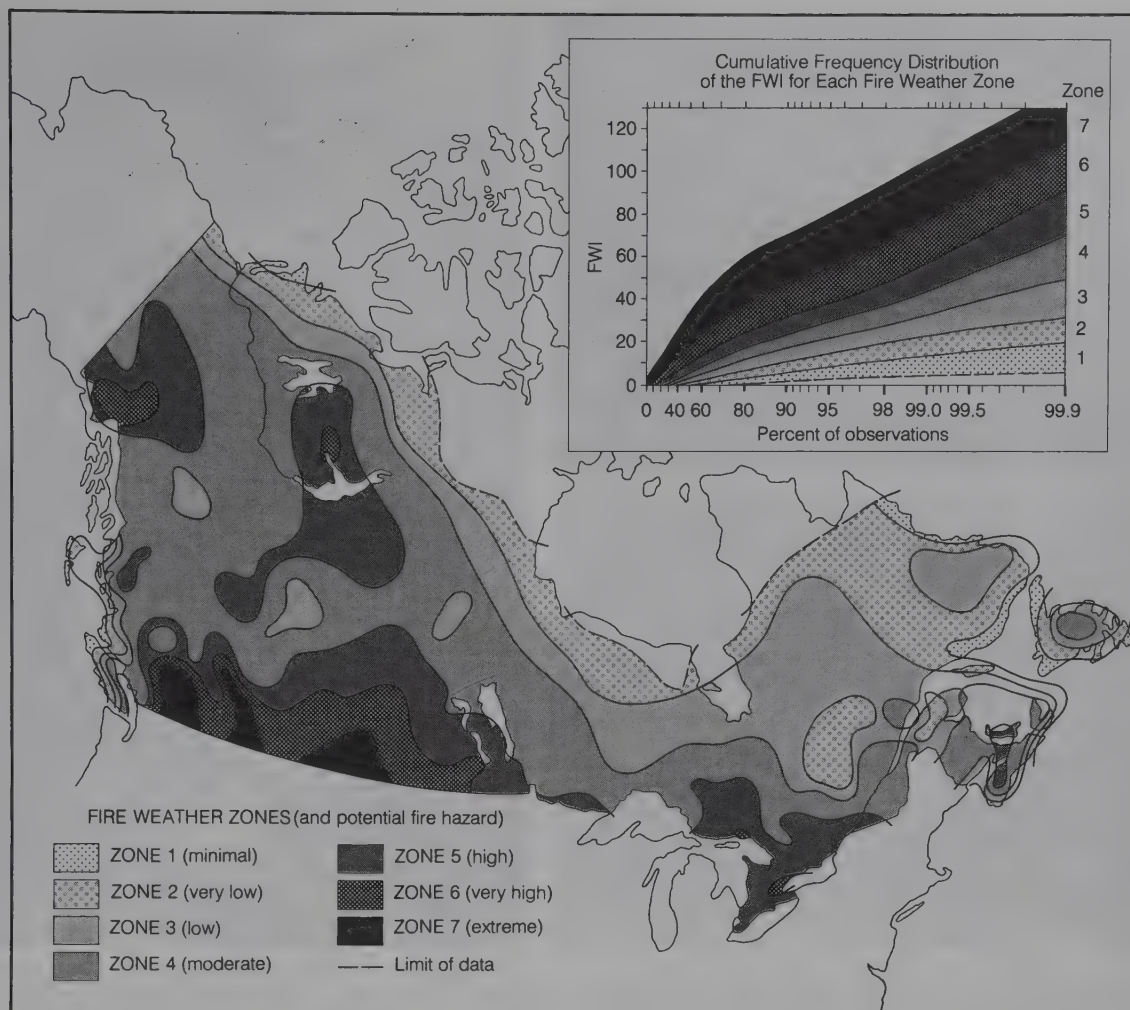 Cumulative Frequency Distribution
of the FWI for Each Fire Weather Zone
Zone
120
100
80
60
40
20
0
FWI
7
6
5
4
3
2
1
0 40 60 80 90 95 98 99.0 99.5 99.9
Percent of observations
FIRE WEATHER ZONES (and potential fire hazard)
ZONE 1 (minimal)
ZONE 2 (very low)
ZONE 3 (low)
ZONE 4 (moderate)
ZONE 5 (high)
ZONE 6 (very high)
ZONE 7 (extreme)
Limit of data